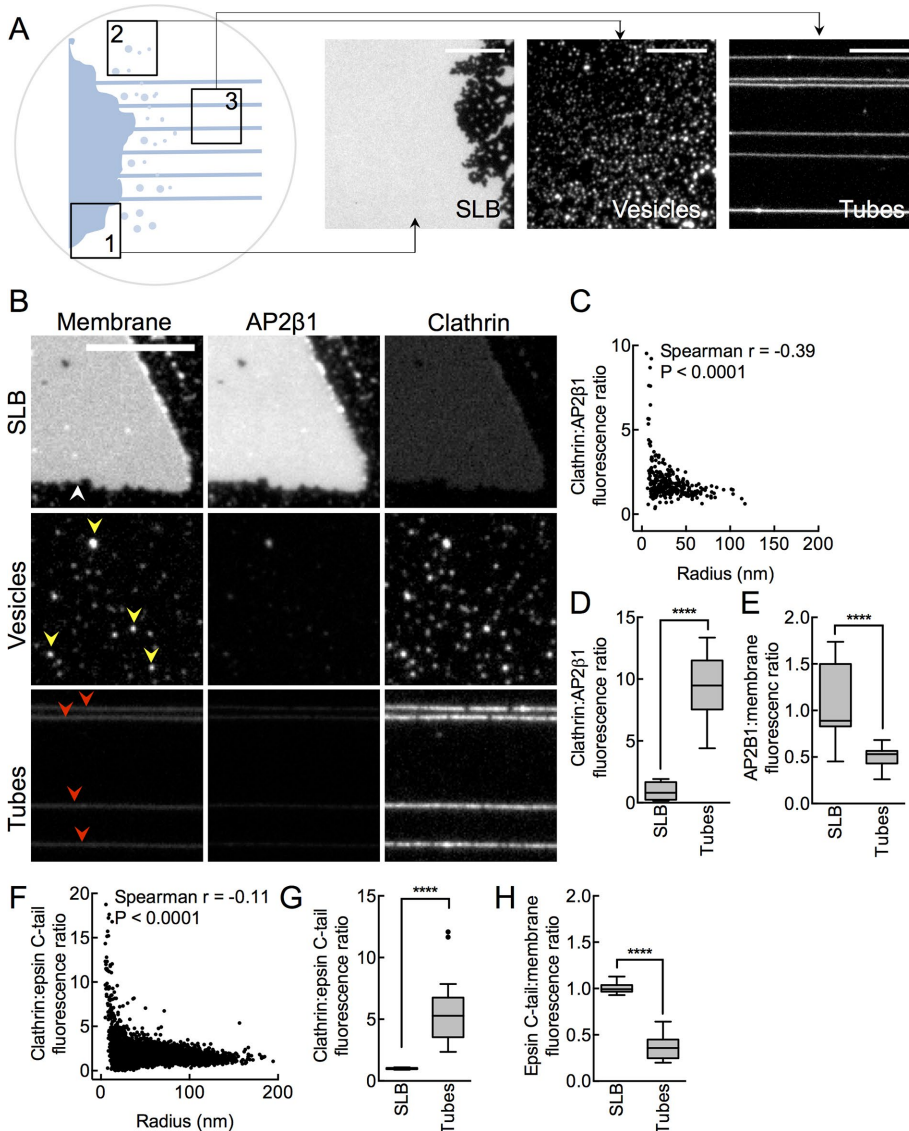 A
2
3
1
SLB
Vesicles
Tubes
B
Membrane
AP2β1
Clathrin
SLB
Vesicles
Tubes
C
Spearman r = -0.39
P < 0.0001
Clathrin:AP2β1
fluorescence ratio
10
5
0
0
50
100
150
200
Radius (nm)
D
Clathrin:AP2β1
fluorescence ratio
15
10
5
0
****
SLB
Tubes
E
AP2B1:membrane
fluorescenc ratio
2.0
1.5
1.0
0.5
0.0
****
SLB
Tubes
F
Spearman r = -0.11
P < 0.0001
Clathrin:epsin C-tail
fluorescence ratio
20
15
10
5
0
0
100
200
Radius (nm)
G
Clathrin:epsin C-tail
fluorescence ratio
15
10
5
0
****
SLB
Tubes
H
Epsin C-tail:membrane
fluorescence ratio
2.0
1.5
1.0
0.5
0.0
****
SLB
Tubes